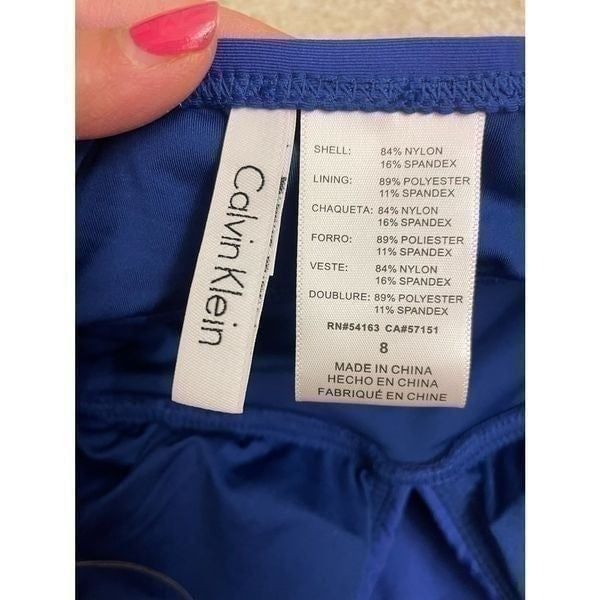 Calvin Klein
SHELL: 84% NYLON
16% SPANDEX
LINING: 89% POLYESTER
11% SPANDEX
CHAQUETA: 84% NYLON
16% SPANDEX
FORRO: 89% POLIESTER
11% SPANDEX
VESTE: 84% NYLON
16% SPANDEX
DOUBLURE: 89% POLYESTER
11% SPANDEX
RN#54163 CA#57151
8
MADE IN CHINA
HECHO EN CHINA
FABRIQUÉ EN CHINE